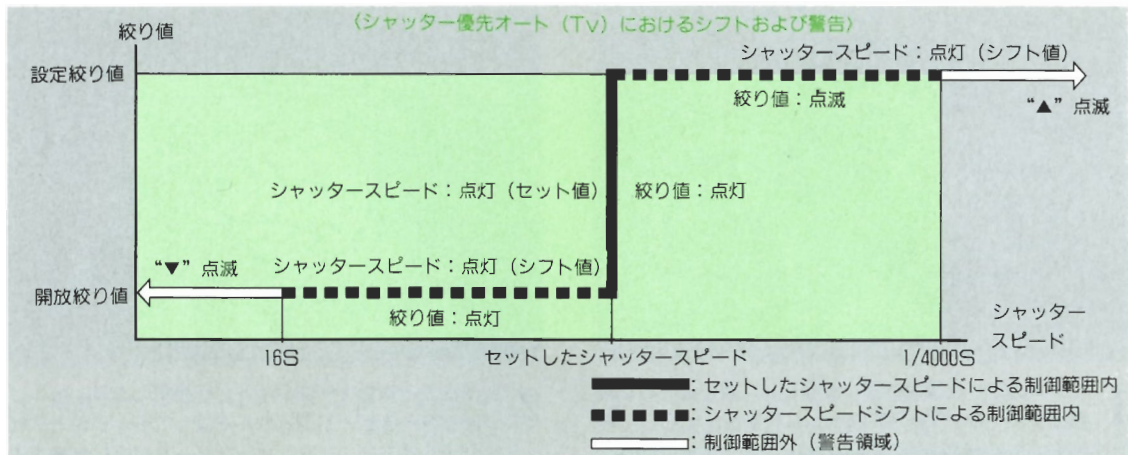 〈シャッター優先オート（Tv）におけるシフトおよび警告〉
絞り値
シャッタースピード：点灯（シフト値）
設定絞り値
絞り値：点滅
“▲” 点滅
シャッタースピード：点灯（セット値）
絞り値：点灯
“▼” 点滅
シャッタースピード：点灯（シフト値）
開放絞り値
絞り値：点灯
シャッター
スピード
16S
セットしたシャッタースピード
1/4000S
：セットしたシャッタースピードによる制御範囲内
：シャッタースピードシフトによる制御範囲内
：制御範囲外（警告領域）